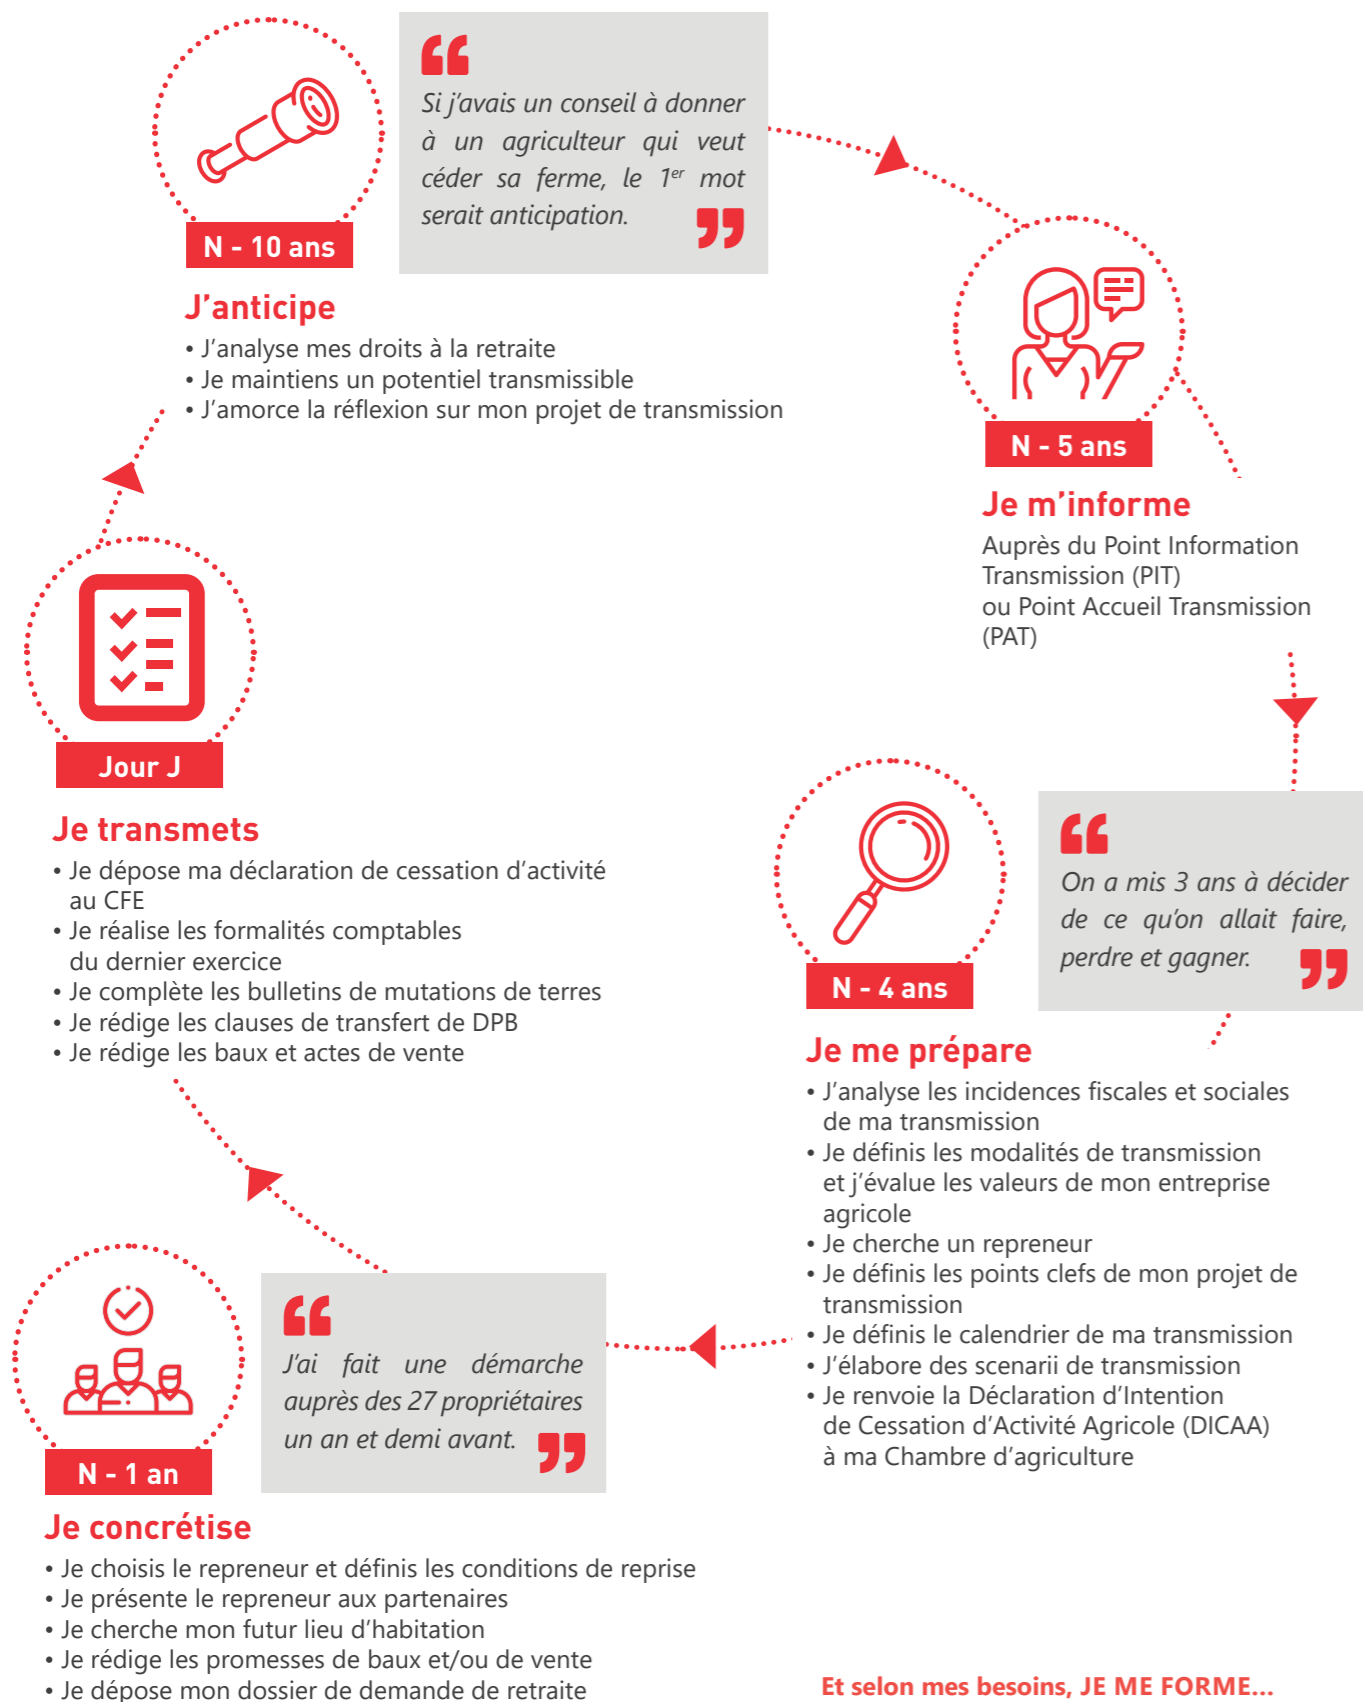 “
Si j’avais un conseil à donner
à un agriculteur qui veut
céder sa ferme, le 1er mot
serait anticipation.
”
N - 10 ans
J’anticipe
• J’analyse mes droits à la retraite
• Je maintiens un potentiel transmissible
• J’amorce la réflexion sur mon projet de transmission
N - 5 ans
Je m’informe
Auprès du Point Information
Transmission (PIT)
ou Point Accueil Transmission
(PAT)
N - 4 ans
“
On a mis 3 ans à décider
de ce qu’on allait faire,
perdre et gagner.
”
Je me prépare
• J’analyse les incidences fiscales et sociales
de ma transmission
• Je définis les modalités de transmission
et j’évalue les valeurs de mon entreprise
agricole
• Je cherche un repreneur
• Je définis les points clefs de mon projet de
transmission
• Je définis le calendrier de ma transmission
• J’élabore des scenarii de transmission
• Je renvoie la Déclaration d’Intention
de Cessation d’Activité Agricole (DICAA)
à ma Chambre d’agriculture
N - 1 an
“
J’ai fait une démarche
auprès des 27 propriétaires
un an et demi avant.
”
Je concrétise
• Je choisis le repreneur et définis les conditions de reprise
• Je présente le repreneur aux partenaires
• Je cherche mon futur lieu d’habitation
• Je rédige les promesses de baux et/ou de vente
• Je dépose mon dossier de demande de retraite
Jour J
Je transmets
• Je dépose ma déclaration de cessation d’activité
au CFE
• Je réalise les formalités comptables
du dernier exercice
• Je complète les bulletins de mutations de terres
• Je rédige les clauses de transfert de DPB
• Je rédige les baux et actes de vente
Et selon mes besoins, JE ME FORME...